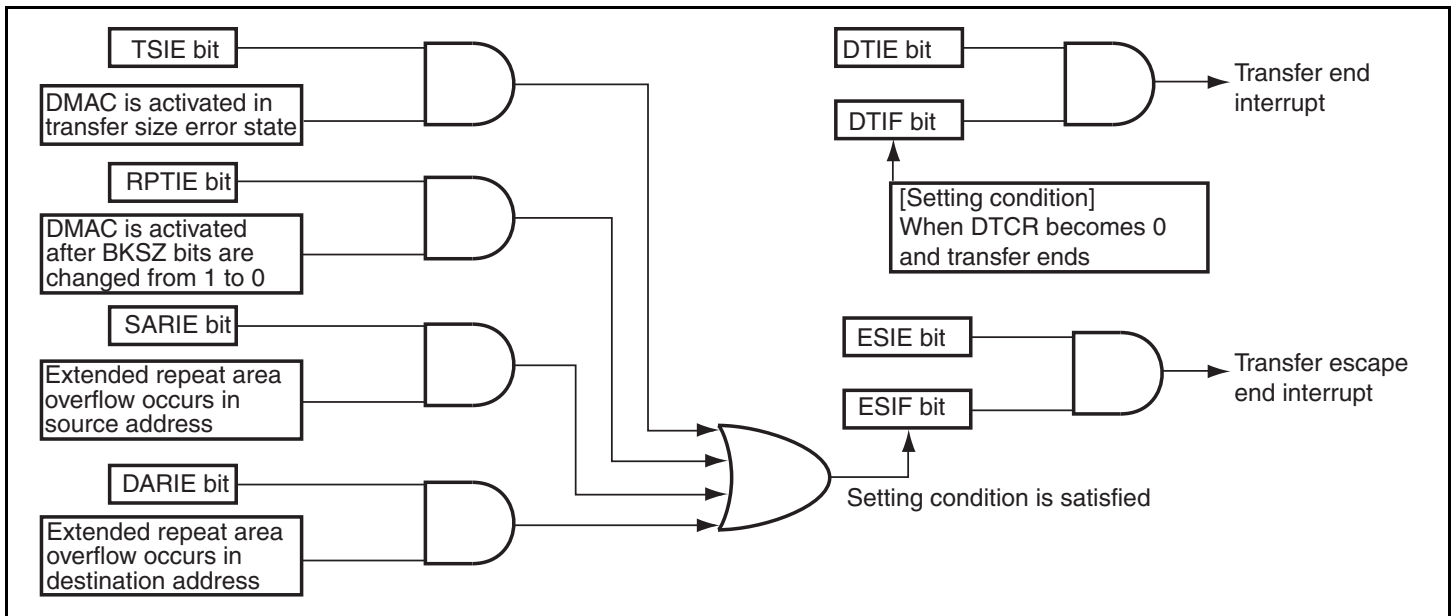 TSIE bit
DMAC is activated in
transfer size error state
RPTIE bit
DMAC is activated
after BKSZ bits are
changed from 1 to 0
SARIE bit
Extended repeat area
overflow occurs in
source address
DARIE bit
Extended repeat area
overflow occurs in
destination address
DTIE bit
DTIF bit
Transfer end
interrupt
[Setting condition]
When DTCR becomes 0
and transfer ends
ESIE bit
ESIF bit
Transfer escape
end interrupt
Setting condition is satisfied